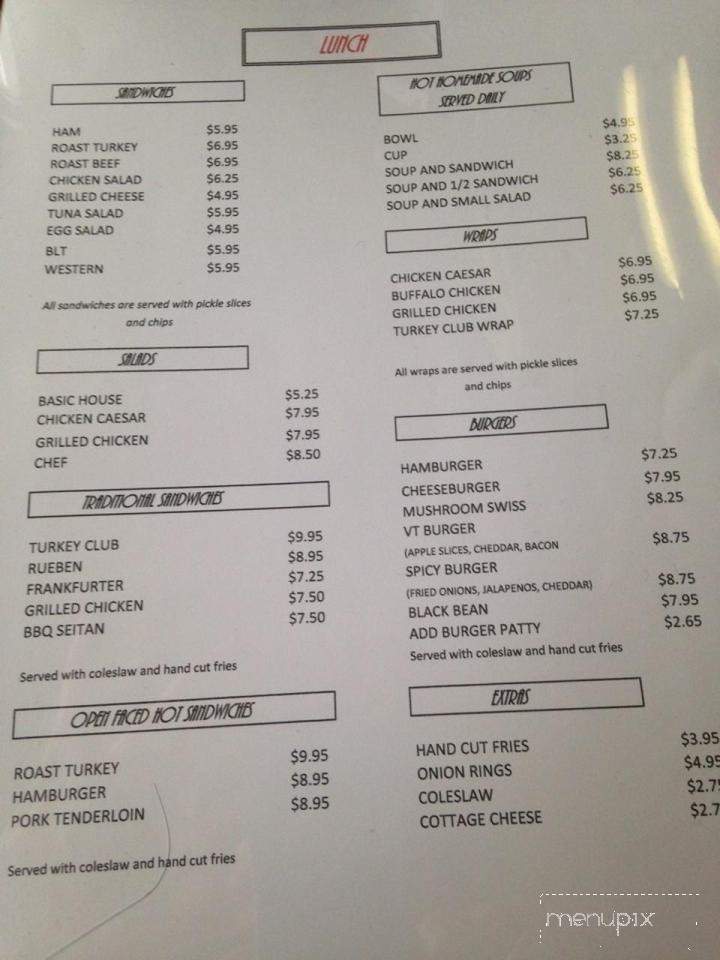 LUNCH
SANDWICHES
HAM $5.95
ROAST TURKEY $6.95
ROAST BEEF $6.95
CHICKEN SALAD $6.25
GRILLED CHEESE $4.95
TUNA SALAD $5.95
EGG SALAD $4.95
BLT $5.95
WESTERN $5.95
All sandwiches are served with pickle slices
and chips
SALADS
BASIC HOUSE $5.25
CHICKEN CAESAR $7.95
GRILLED CHICKEN $7.95
CHEF $8.50
TRADITIONAL SANDWICHES
TURKEY CLUB $9.95
RUEBEN $8.95
FRANKFURTER $7.25
GRILLED CHICKEN $7.50
BBQ SEITAN $7.50
Served with coleslaw and hand cut fries
OPEN FACED HOT SANDWICHES
ROAST TURKEY $9.95
HAMBURGER $8.95
PORK TENDERLOIN $8.95
Served with coleslaw and hand cut fries
HOT HOMEMADE SOUPS
SERVED DAILY
BOWL $4.95
CUP $3.25
SOUP AND SANDWICH $8.25
SOUP AND 1/2 SANDWICH $6.25
SOUP AND SMALL SALAD $6.25
WRAPS
CHICKEN CAESAR $6.95
BUFFALO CHICKEN $6.95
GRILLED CHICKEN $6.95
TURKEY CLUB WRAP $7.25
All wraps are served with pickle slices
and chips
BURGERS
HAMBURGER $7.25
CHEESEBURGER $7.95
MUSHROOM SWISS $8.25
VT BURGER
(APPLE SLICES, CHEDDAR, BACON $8.75
SPICY BURGER
(FRIED ONIONS, JALAPENOS, CHEDDAR) $8.75
BLACK BEAN $7.95
ADD BURGER PATTY $2.65
Served with coleslaw and hand cut fries
EXTRAS
HAND CUT FRIES $3.95
ONION RINGS $4.95
COLESLAW
COTTAGE CHEESE
menupix